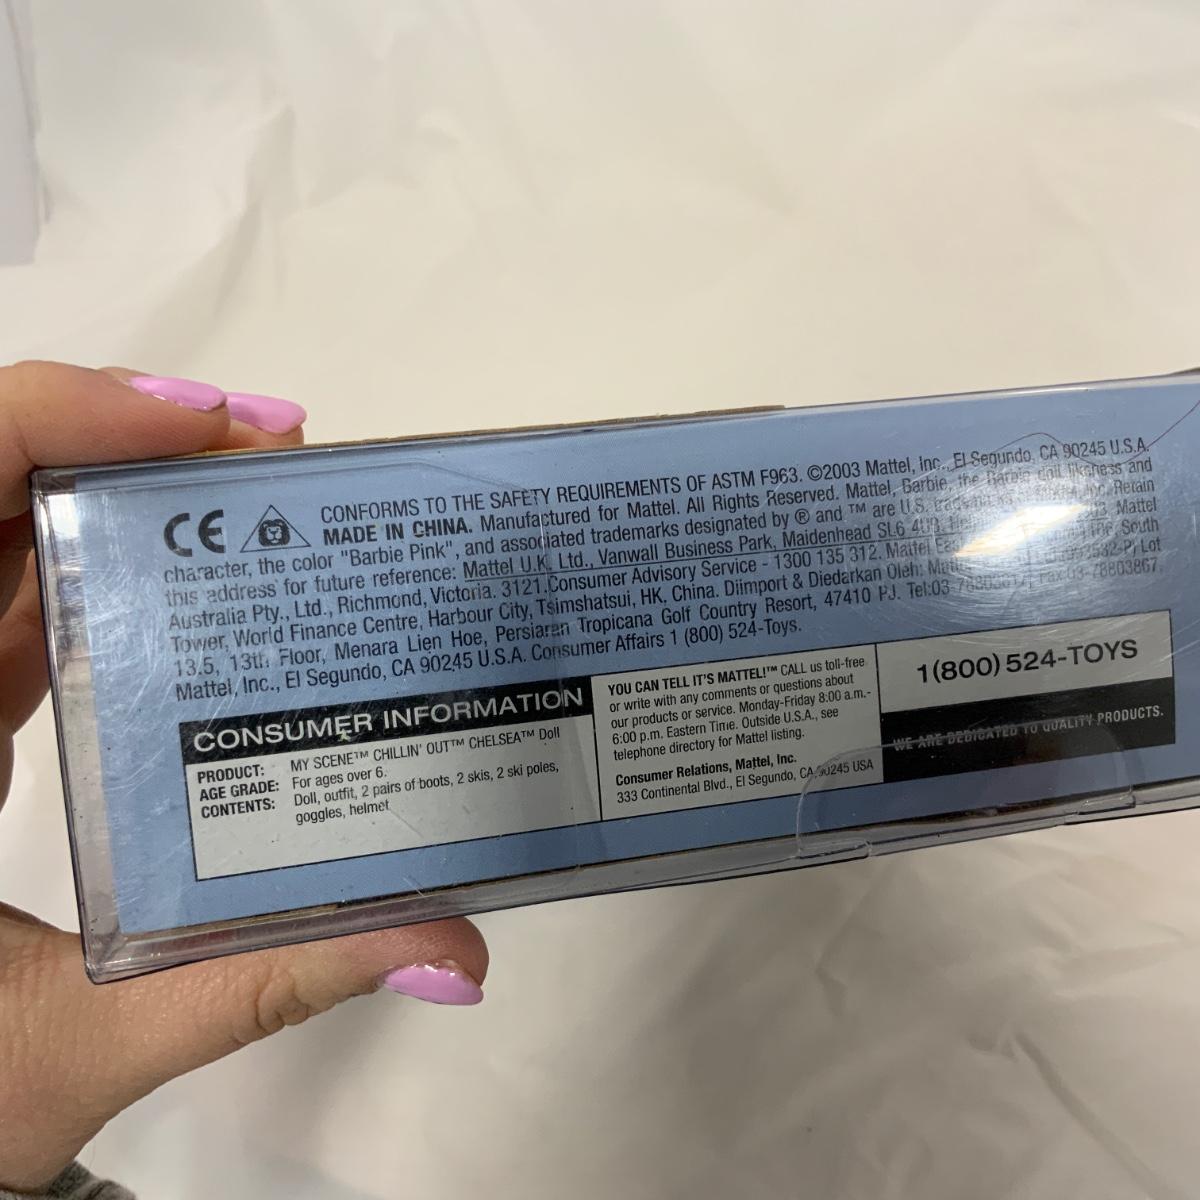 CE
CONFORMS TO THE SAFETY REQUIREMENTS OF ASTM F963. ©2003 Mattel, Inc., El Segundo, CA 90245 U.S.A.
MADE IN CHINA. Manufactured for Mattel. All Rights Reserved. Mattel, Barbie, the Barbie doll likeness and
character, the color "Barbie Pink", and associated trademarks designated by ® and ™ are U.S. Retain
this address for future reference: Mattel U.K. Ltd., Vanwall Business Park, Maidenhead SL6 4UB. Mattel
Australia Pty., Ltd., Richmond, Victoria. 3121.Consumer Advisory Service - 1300 135 312. Mattel South
Tower, World Finance Centre, Harbour City, Tsimshatsui, HK, China. Diimport & Diedarkan Oleh: Lot
13.5, 13th Floor, Menara Lien Hoe, Persiaran Tropicana Golf Country Resort, 47410 PJ. Tel:03- Fax:03-78803867.
Mattel, Inc., El Segundo, CA 90245 U.S.A. Consumer Affairs 1 (800) 524-Toys.
CONSUMER INFORMATION
PRODUCT: MY SCENE™ CHILLIN' OUT™ CHELSEA™ Doll
AGE GRADE: For ages over 6.
CONTENTS: Doll, outfit, 2 pairs of boots, 2 skis, 2 ski poles,
goggles, helmet
YOU CAN TELL IT'S MATTEL!™ CALL us toll-free
or write with any comments or questions about
our products or service. Monday-Friday 8:00 a.m.-
6:00 p.m. Eastern Time. Outside U.S.A., see
telephone directory for Mattel listing.
Consumer Relations, Mattel, Inc.
333 Continental Blvd., El Segundo, CA 90245 USA
1(800) 524-TOYS
WE ARE DEDICATED TO QUALITY PRODUCTS.